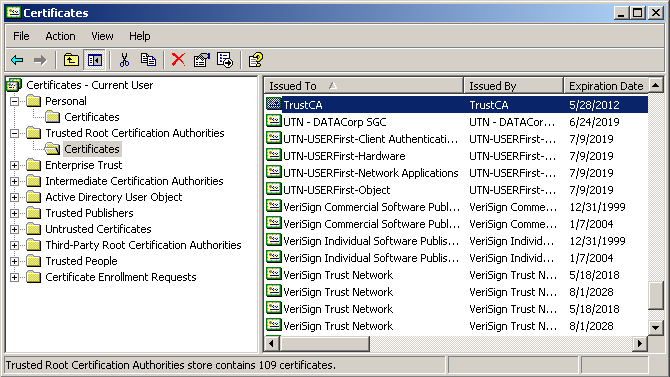 Certificates
File Action View Help
Certificates - Current User
Personal
Certificates
Trusted Root Certification Authorities
Certificates
Enterprise Trust
Intermediate Certification Authorities
Active Directory User Object
Trusted Publishers
Untrusted Certificates
Third-Party Root Certification Authorities
Trusted People
Certificate Enrollment Requests
Issued To Issued By Expiration Date
TrustCA TrustCA 5/28/2012
UTN - DATACorp SGC UTN - DATACor... 6/24/2019
UTN-USERFirst-Client Authenticati... UTN-USERFirst-... 7/9/2019
UTN-USERFirst-Hardware UTN-USERFirst-... 7/9/2019
UTN-USERFirst-Network Applications UTN-USERFirst-... 7/9/2019
UTN-USERFirst-Object UTN-USERFirst-... 7/9/2019
VeriSign Commercial Software Publ... VeriSign Comme... 12/31/1999
VeriSign Commercial Software Publ... VeriSign Comme... 1/7/2004
VeriSign Individual Software Publis... VeriSign Individ... 12/31/1999
VeriSign Individual Software Publis... VeriSign Individ... 1/7/2004
VeriSign Trust Network VeriSign Trust N... 5/18/2018
VeriSign Trust Network VeriSign Trust N... 8/1/2028
VeriSign Trust Network VeriSign Trust N... 5/18/2018
VeriSign Trust Network VeriSign Trust N... 8/1/2028
Trusted Root Certification Authorities store contains 109 certificates.